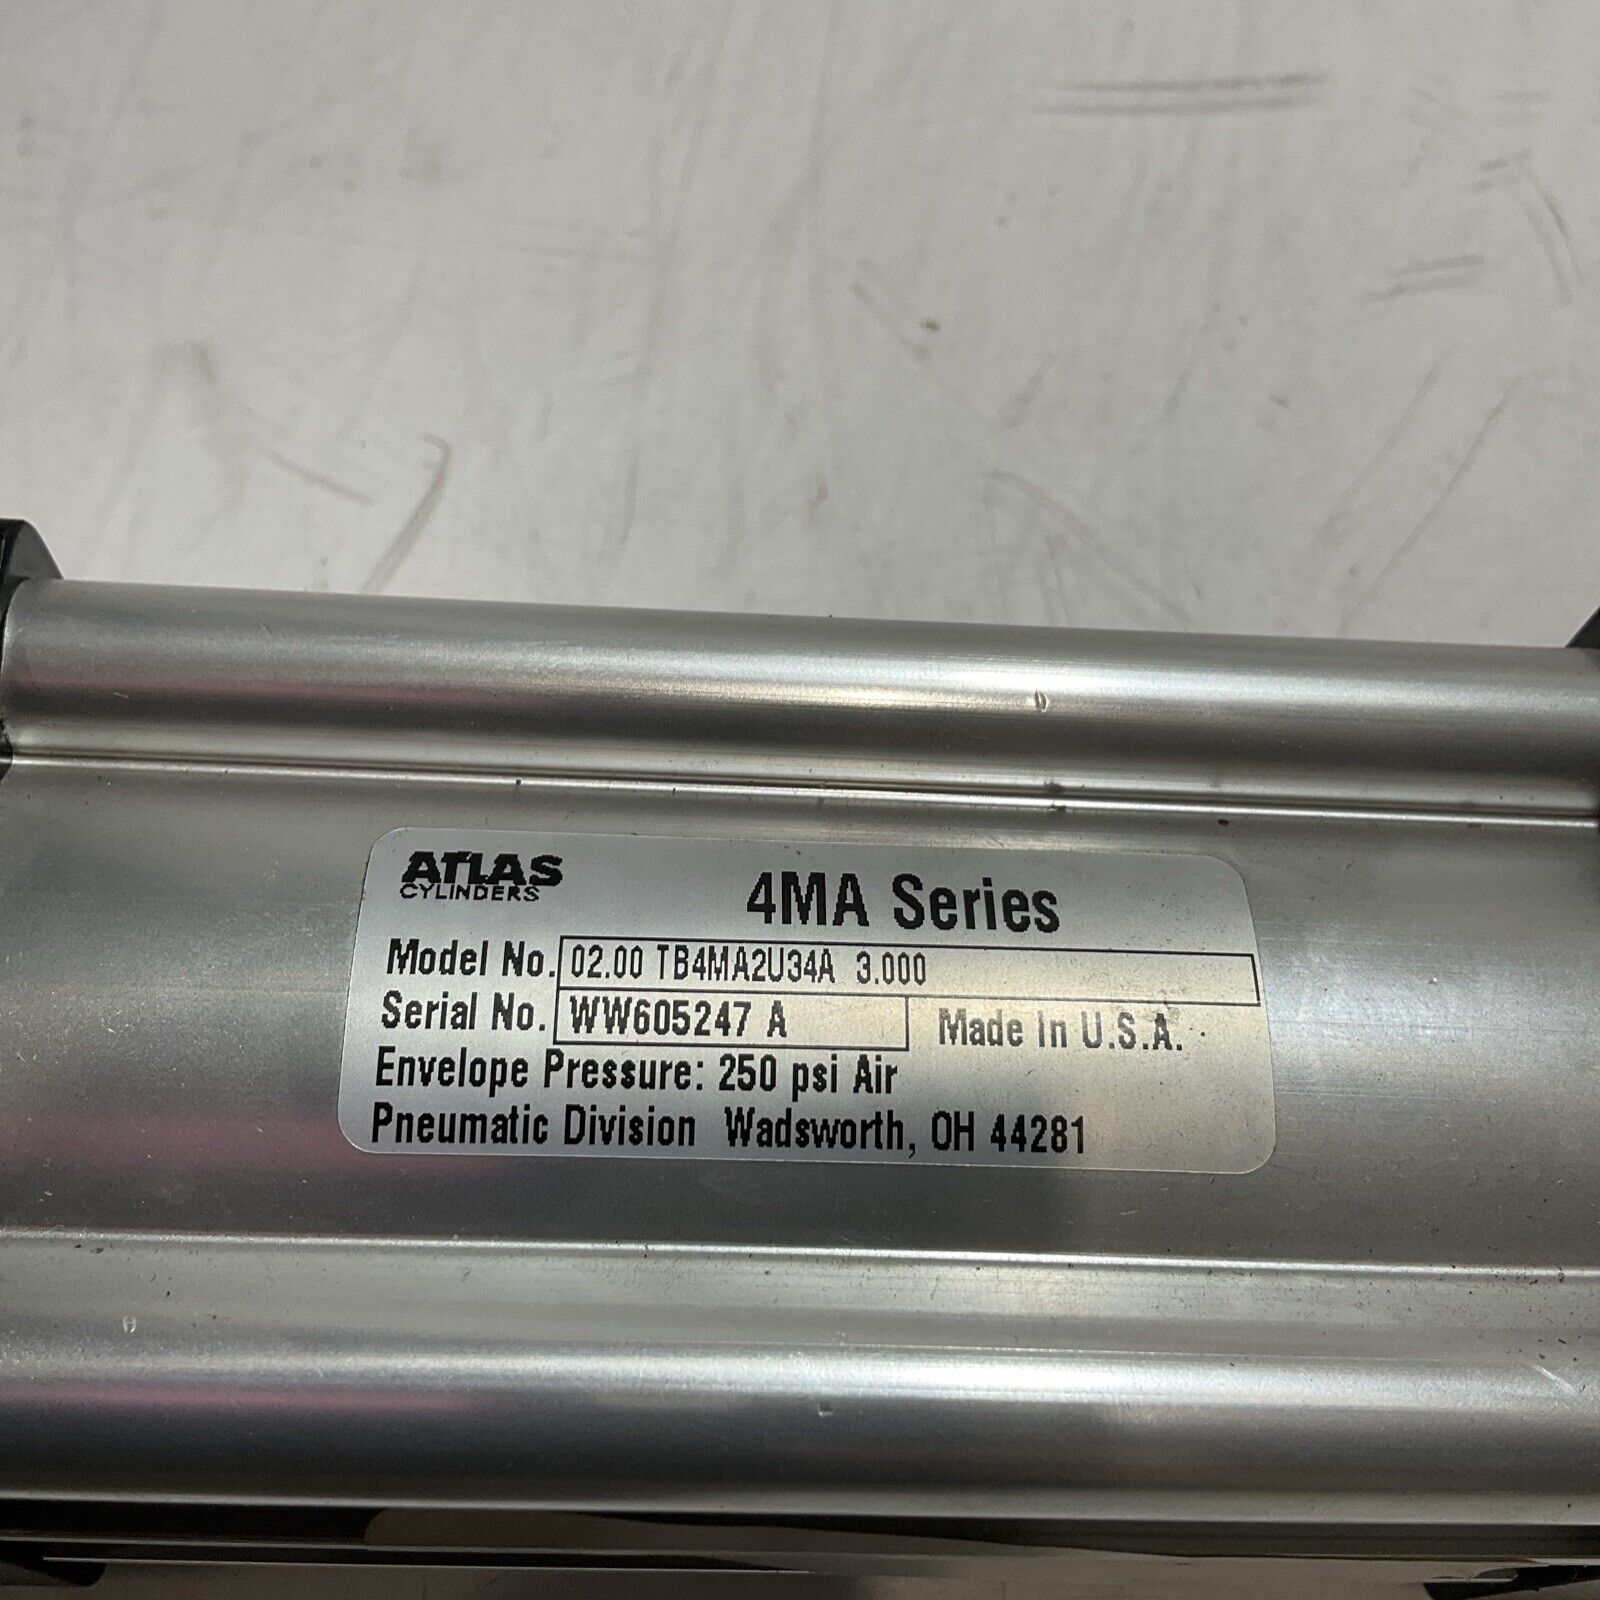 ATLAS
CYLINDERS
4MA Series
Model No. 02.00 TB4MA2U34A 3.000
Serial No. WW605247 A Made In U.S.A.
Envelope Pressure: 250 psi Air
Pneumatic Division Wadsworth, OH 44281